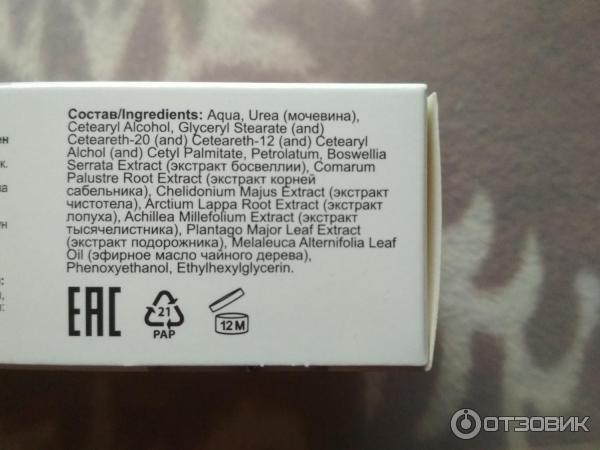 Состав/Ingredients: Aqua, Urea (мочевина),
Cetearyl Alcohol, Glyceryl Stearate (and)
Ceteareth-20 (and) Ceteareth-12 (and) Cetearyl
Alchol (and) Cetyl Palmitate, Petrolatum, Boswellia
Serrata Extract (экстракт босвеллии), Comarum
Palustre Root Extract (экстракт корней
сабельника), Chelidonium Majus Extract (экстракт
чистотела), Arctium Lappa Root Extract (экстракт
лопуха), Achillea Millefolium Extract (экстракт
тысячелистника), Plantago Major Leaf Extract
(экстракт подорожника), Melaleuca Alternifolia Leaf
Oil (эфирное масло чайного дерева),
Phenoxyethanol, Ethylhexylglycerin.
EAC
21
PAP
12 M
ОТЗОВИК